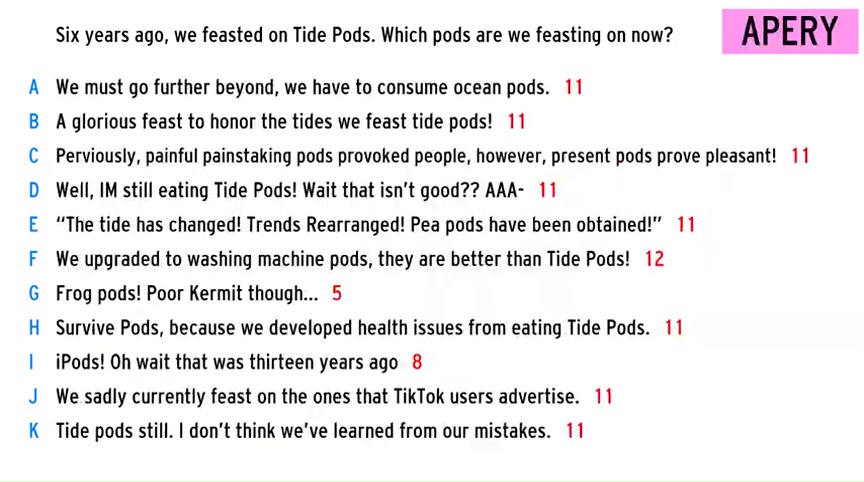 Six years ago, we feasted on Tide Pods. Which pods are we feasting on now?
APERY
A We must go further beyond, we have to consume ocean pods. 11
B A glorious feast to honor the tides we feast tide pods! 11
C Perviously, painful painstaking pods provoked people, however, present pods prove pleasant! 11
D Well, IM still eating Tide Pods! Wait that isn't good?? AAA- 11
E “The tide has changed! Trends Rearranged! Pea pods have been obtained!” 11
F We upgraded to washing machine pods, they are better than Tide Pods! 12
G Frog pods! Poor Kermit though... 5
H Survive Pods, because we developed health issues from eating Tide Pods. 11
I iPods! Oh wait that was thirteen years ago 8
J We sadly currently feast on the ones that TikTok users advertise. 11
K Tide pods still. I don't think we've learned from our mistakes. 11